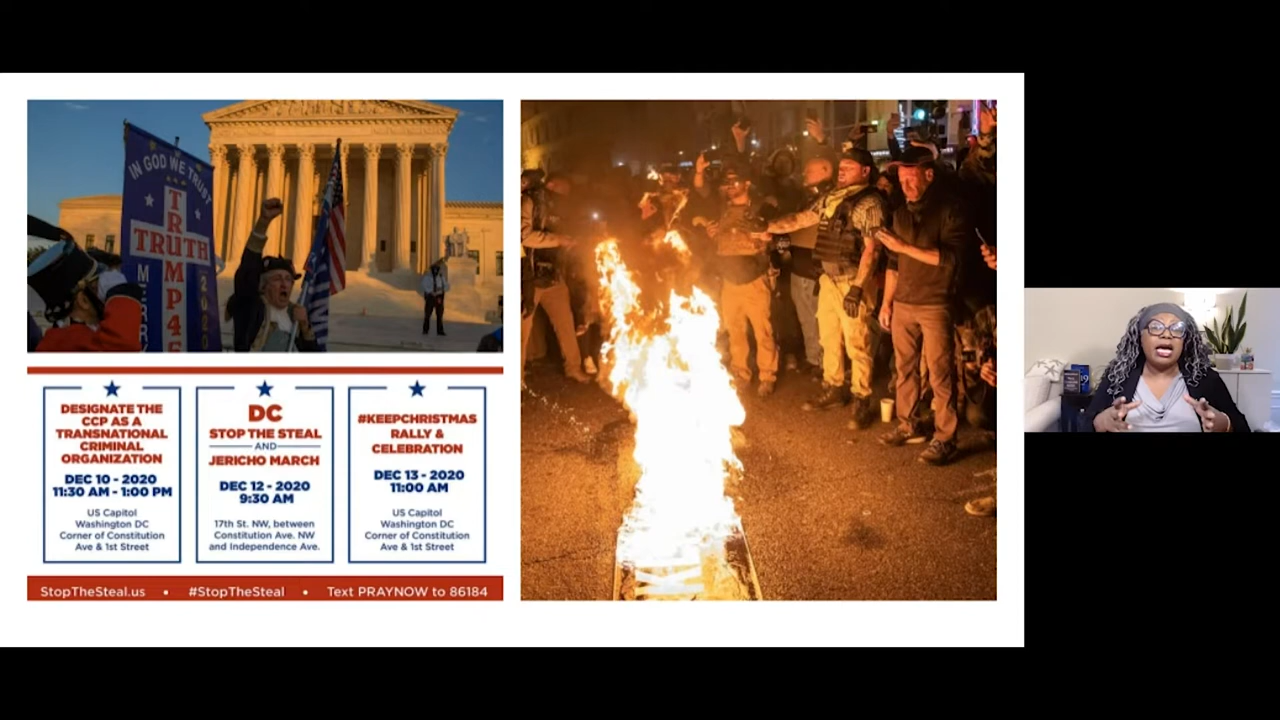 IN GOD WE TRUST
TRUMP
TRUTH
2020
DESIGNATE THE
CCP AS A
TRANSNATIONAL
CRIMINAL
ORGANIZATION
DEC 10 - 2020
11:30 AM - 1:00 PM
US Capitol
Washington DC
Corner of Constitution
Ave & 1st Street
DC
STOP THE STEAL
AND
JERICHO MARCH
DEC 12 - 2020
9:30 AM
17th St. NW, between
Constitution Ave. NW
and Independence Ave.
#KEEPCHRISTMAS
RALLY &
CELEBRATION
DEC 13 - 2020
11:00 AM
US Capitol
Washington DC
Corner of Constitution
Ave & 1st Street
StopTheSteal.us • #StopTheSteal • Text PRAYNOW to 86184